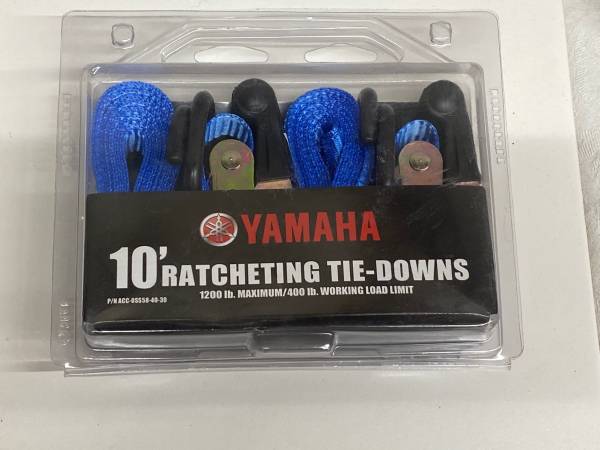 YAMAHA
10' RATCHETING TIE-DOWNS
1200 lb. MAXIMUM/400 lb. WORKING LOAD LIMIT
P/N ACC-0SS58-40-30